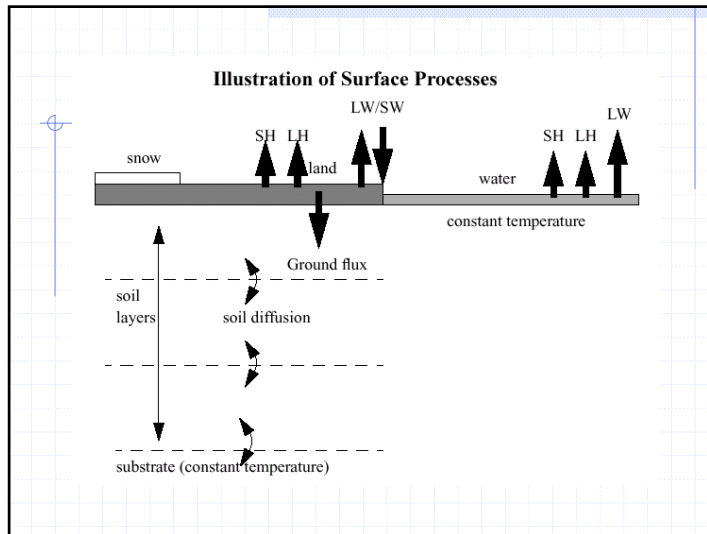 Illustration of Surface Processes
LW/SW
LW
SH LH
SH LH
snow
land
water
constant temperature
Ground flux
soil
layers
soil diffusion
substrate (constant temperature)